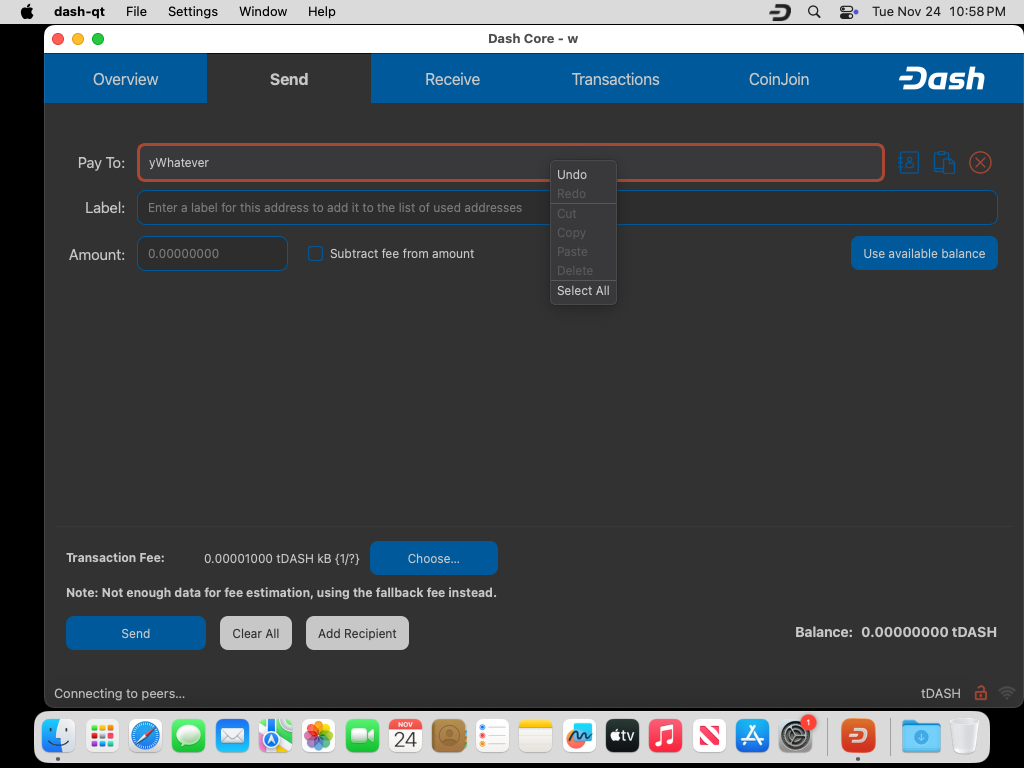 dash-qt File Settings Window Help Tue Nov 24 10:58 PM
Dash Core - w
Overview Send Receive Transactions CoinJoin Dash
Pay To: yWhatever
Label: Enter a label for this address to add it to the list of used addresses
Amount: 0.00000000 Subtract fee from amount Use available balance
Undo
Redo
Cut
Copy
Paste
Delete
Select All
Transaction Fee: 0.00001000 tDASH kB {1/?} Choose...
Note: Not enough data for fee estimation, using the fallback fee instead.
Send Clear All Add Recipient Balance: 0.00000000 tDASH
Connecting to peers... tDASH
NOV
24
tv
1